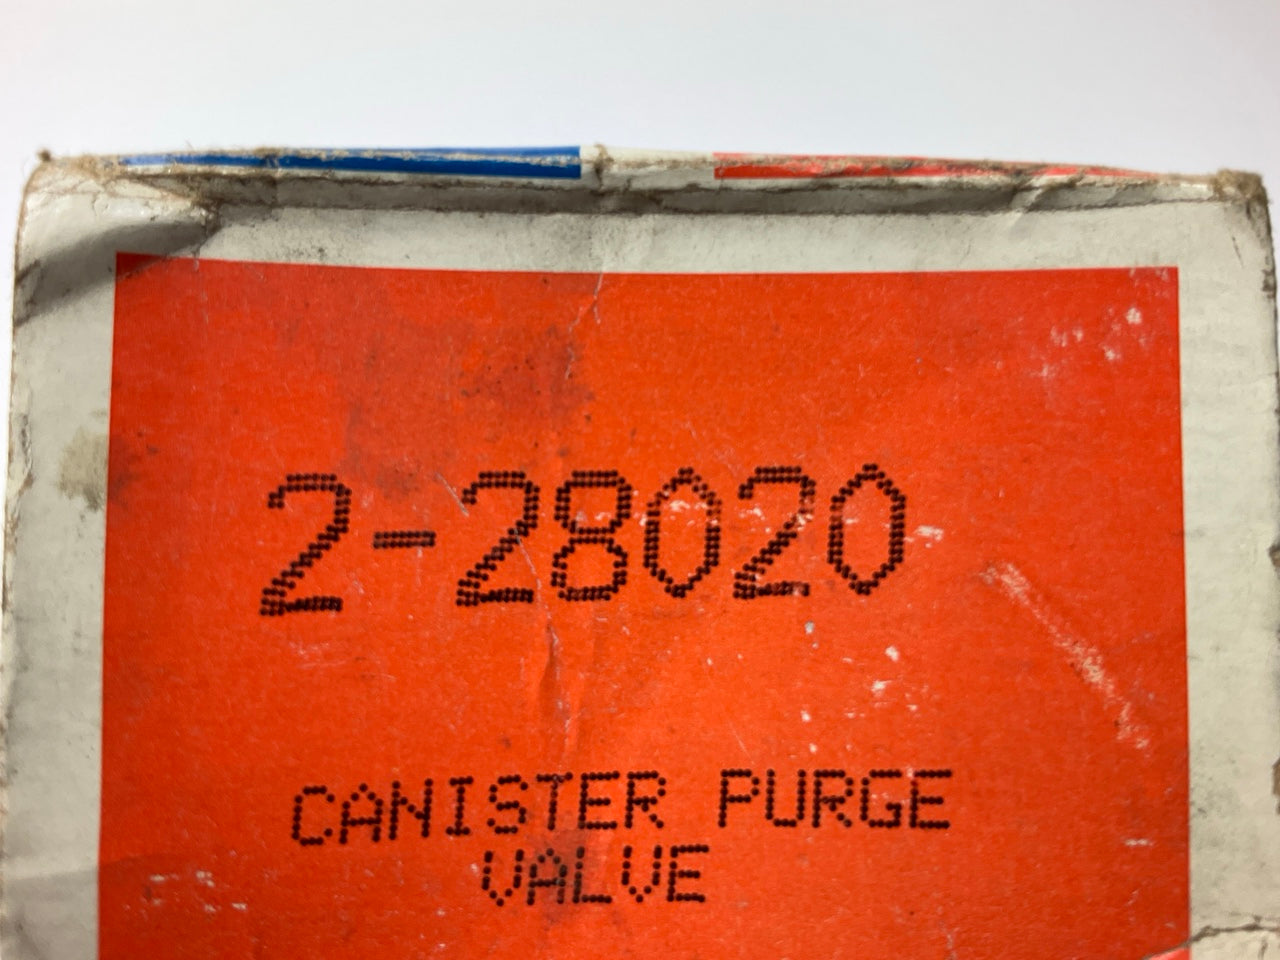 2-28020
CANISTER PURGE
VALVE